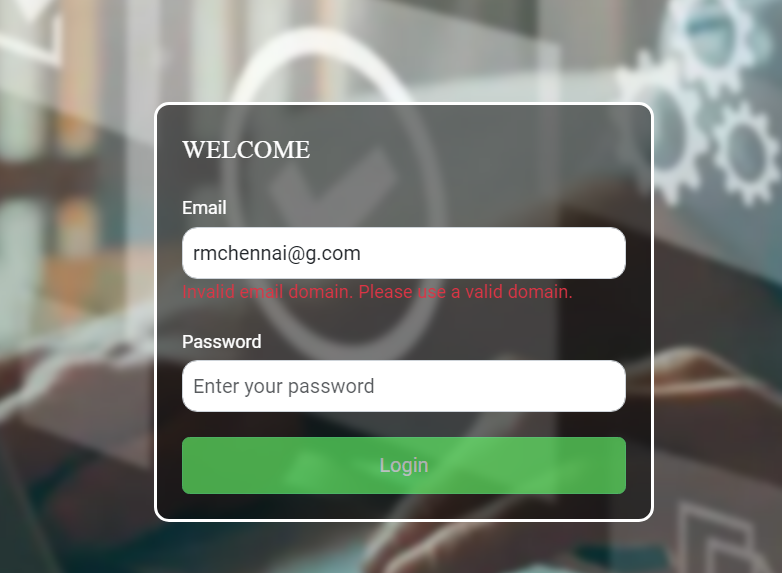 WELCOME
Email
rmchennai@g.com
Invalid email domain. Please use a valid domain.
Password
Enter your password
Login